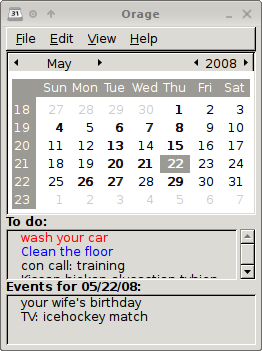 31 Orage
File Edit View Help
May 2008
Sun Mon Tue Wed Thu Fri Sat
18 27 28 29 30 1 2 3
19 4 5 6 7 8 9 10
20 11 12 13 14 15 16 17
21 18 19 20 21 22 23 24
22 25 26 27 28 29 30 31
23 1 2 3 4 5 6 7
To do:
wash your car
Clean the floor
con call: training
Events for 05/22/08:
your wife's birthday
TV: icehockey match